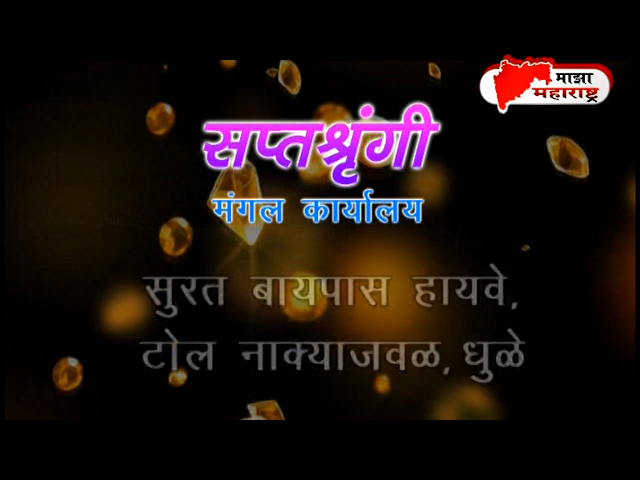 माझा
महाराष्ट्र
सप्तश्रृंगी
मंगल कार्यालय
सुरत बायपास हायवे,
टोल नाक्याजवळ, धुळे